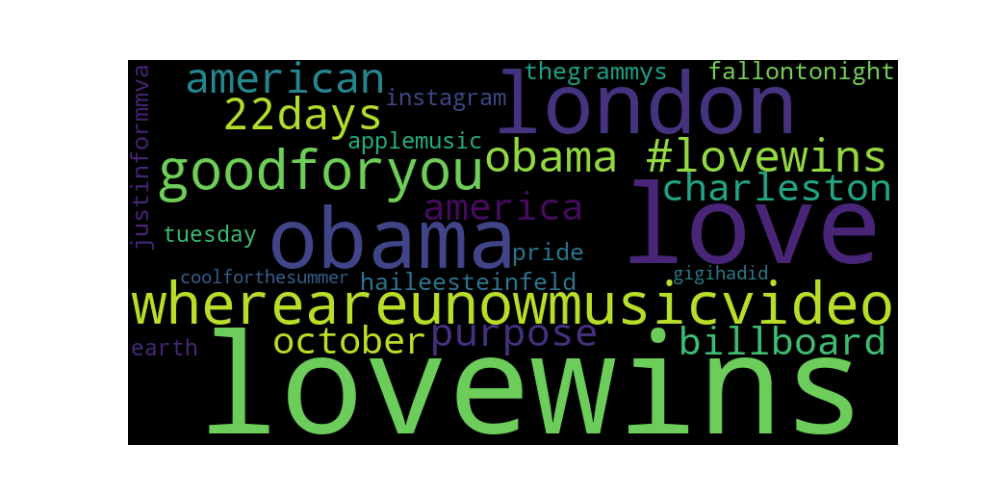 justinformmva
american
thegrammys
fallontonight
22days
instagram
london
applemusic
goodforyou
obama #lovewins
charleston
america
love
tuesday
obama
pride
coolforthesummer
haileesteinfeld
gigihadid
whereareunowmusicvideo
earth
october
purpose
billboard
lovewins